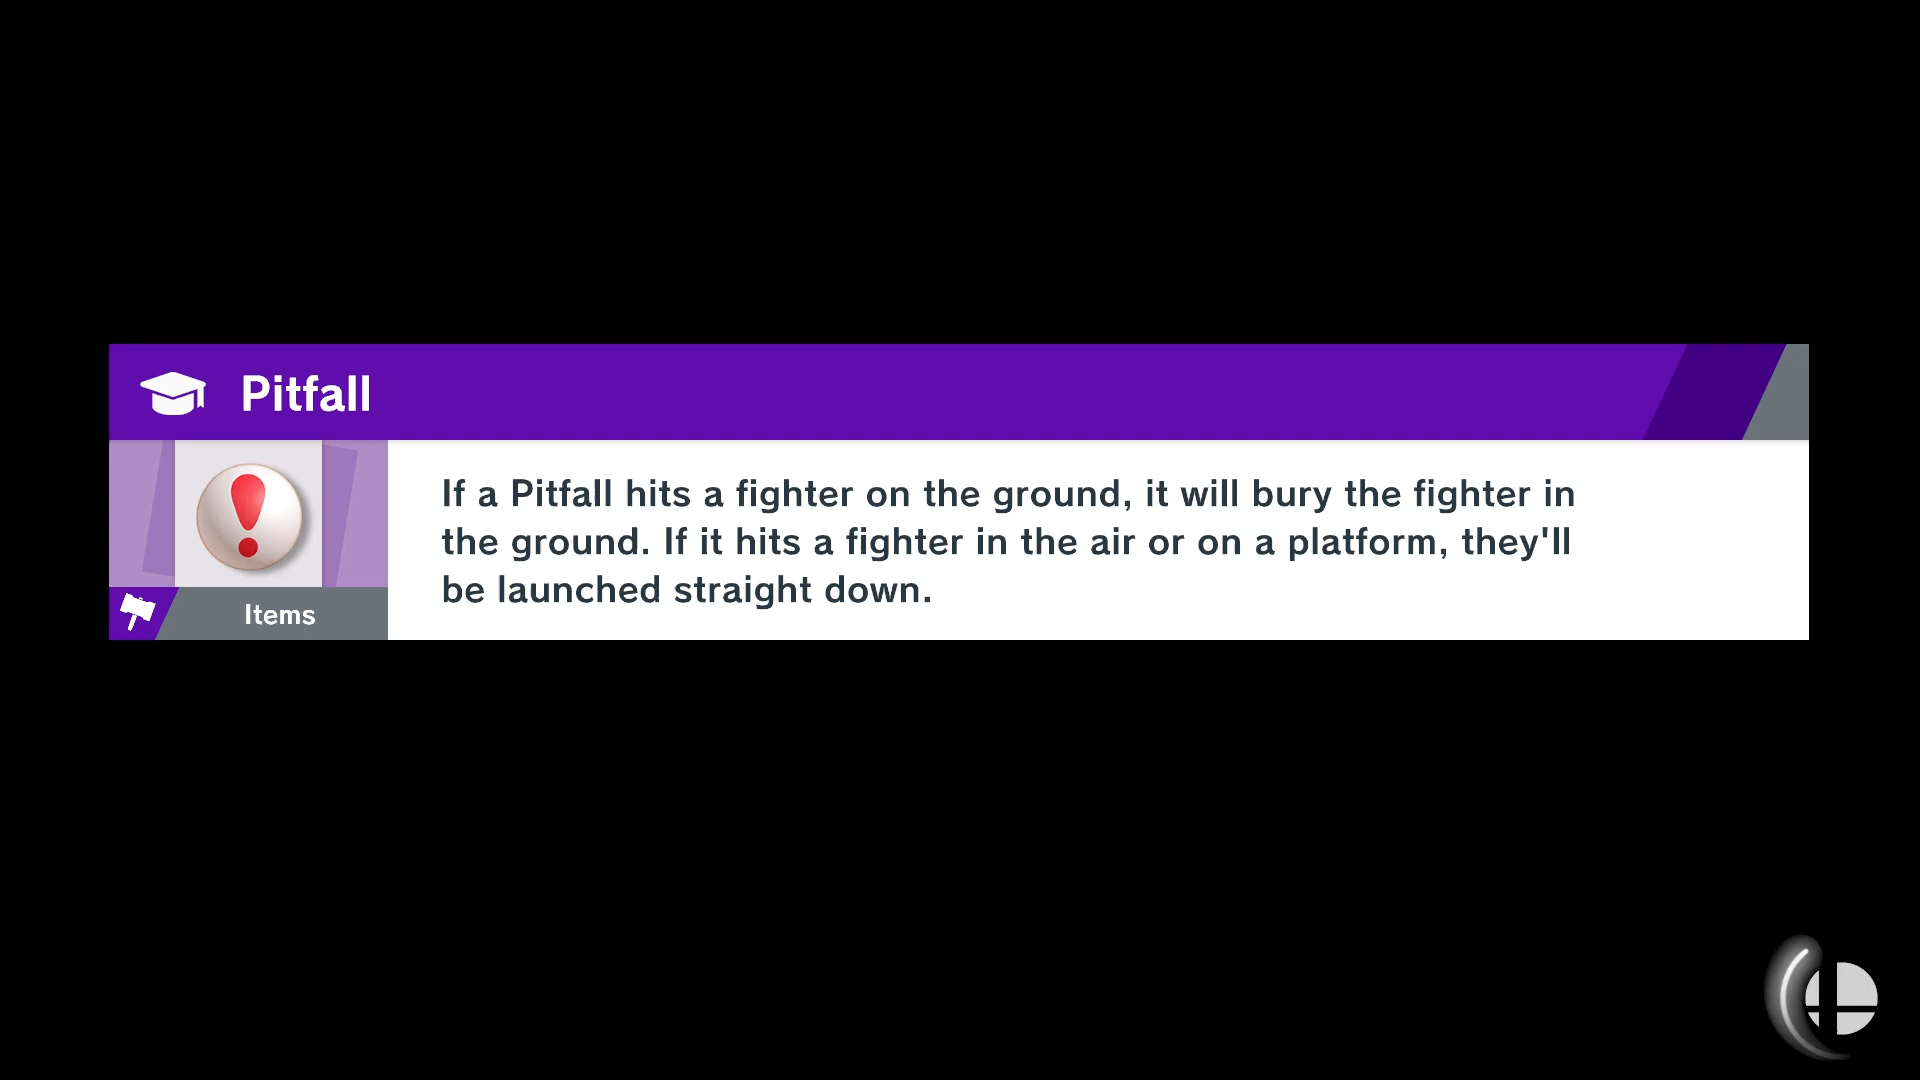 Pitfall
If a Pitfall hits a fighter on the ground, it will bury the fighter in
the ground. If it hits a fighter in the air or on a platform, they'll
be launched straight down.
Items